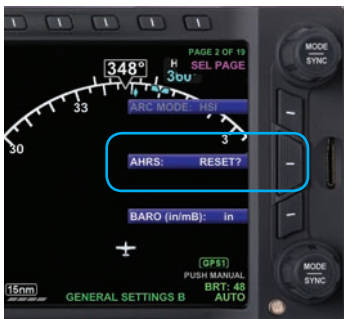 PAGE 2 OF 19
SEL PAGE
348°
H
360°
33
ARC MODE: HSI
30
3
AHRS: RESET?
BARO (in/mB): in
[GPS1]
PUSH MANUAL
15nm
BRT: 48
GENERAL SETTINGS B AUTO
MODE
SYNC
MODE
SYNC